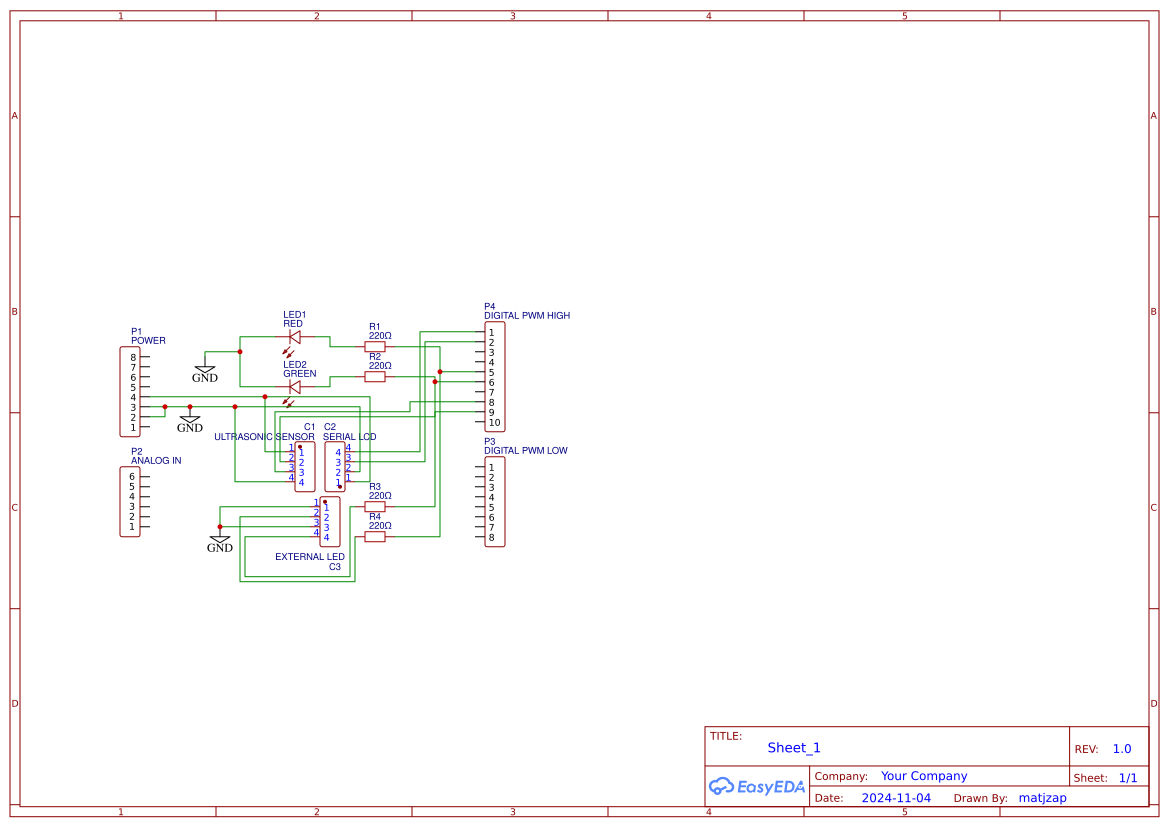 1 2 3 4 5
A A
B B
C C
D D
P1
POWER
8
7
6
5
4
3
2
1
P2
ANALOG IN
6
5
4
3
2
1
GND
GND
GND
LED1
RED
LED2
GREEN
R1
220Ω
R2
220Ω
C1
ULTRASONIC SENSOR
1 1
2 2
3 3
4 4
C2
SERIAL LCD
4 4
3 3
2 2
1 1
1 1
2 2
3 3
4 4
EXTERNAL LED
C3
R3
220Ω
R4
220Ω
P4
DIGITAL PWM HIGH
1
2
3
4
5
6
7
8
9
10
P3
DIGITAL PWM LOW
1
2
3
4
5
6
7
8
TITLE:
Sheet_1
REV: 1.0
EasyEDA
Company: Your Company
Sheet: 1/1
Date: 2024-11-04 Drawn By: matjzap
1 2 3 4 5